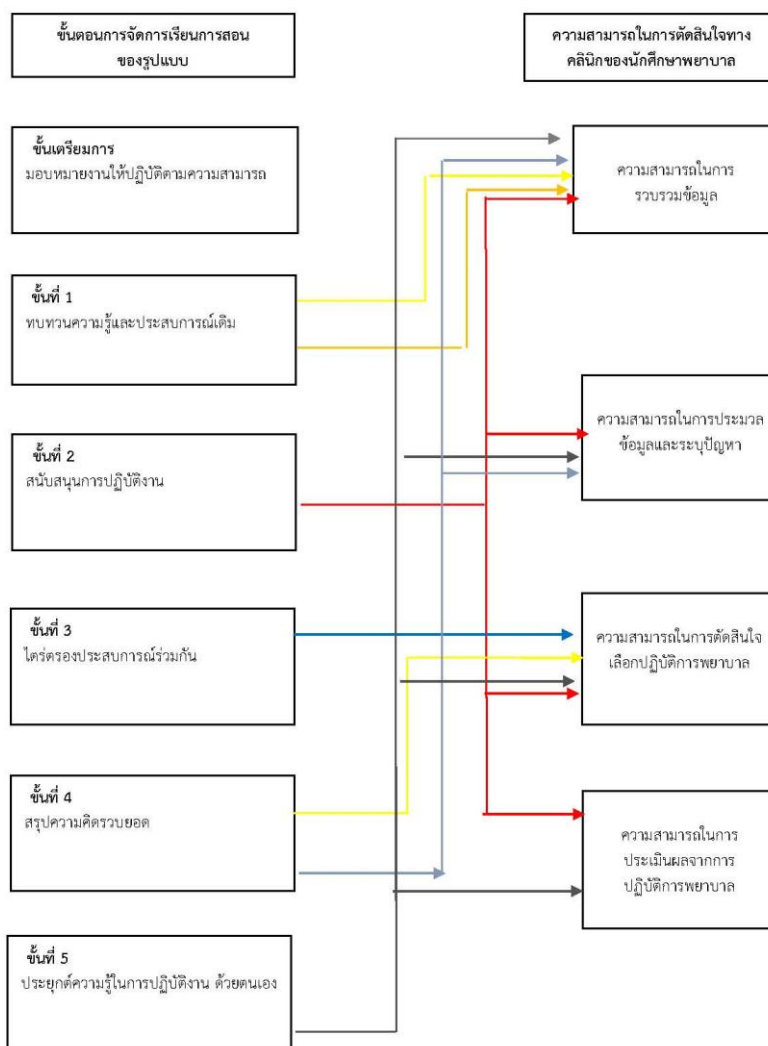 ขั้นตอนการจัดการเรียนการสอน
ของรูปแบบ
ความสามารถในการตัดสินใจทาง
คลินิกของนักศึกษาพยาบาล
ขั้นเตรียมการ
มอบหมายงานให้ปฏิบัติตามความสามารถ
ความสามารถในการ
รวบรวมข้อมูล
ขั้นที่ 1
ทบทวนความรู้และประสบการณ์เดิม
ความสามารถในการประมวล
ข้อมูลและระบุปัญหา
ขั้นที่ 2
สนับสนุนการปฏิบัติงาน
ขั้นที่ 3
ไตร่ตรองประสบการณ์ร่วมกัน
ความสามารถในการตัดสินใจ
เลือกปฏิบัติการพยาบาล
ขั้นที่ 4
สรุปความคิดรวบยอด
ความสามารถในการ
ประเมินผลจากการ
ปฏิบัติการพยาบาล
ขั้นที่ 5
ประยุกต์ความรู้ในการปฏิบัติงาน ด้วยตนเอง